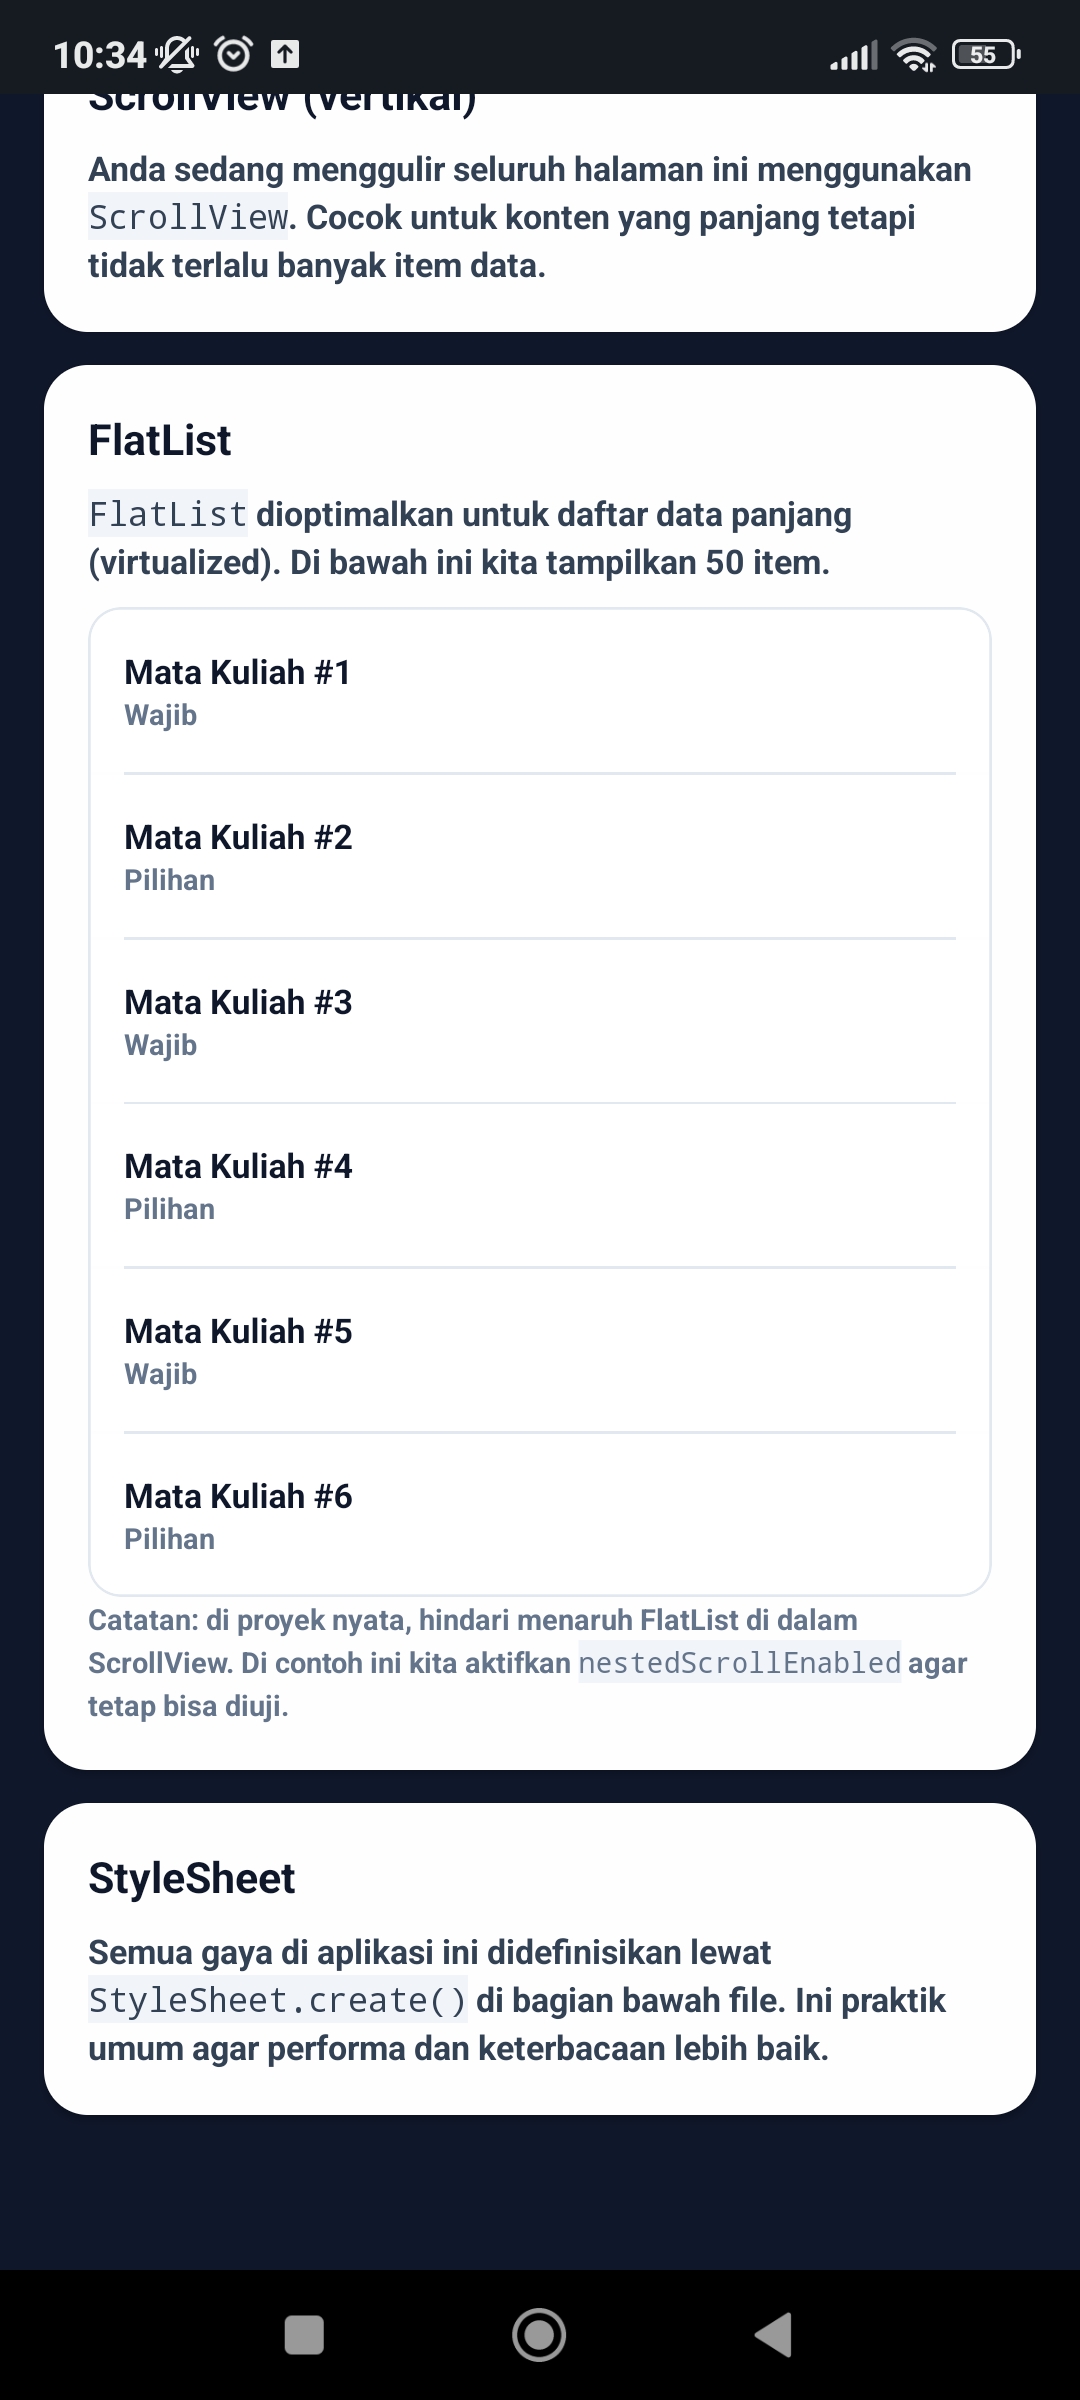 10:34
55
ScrollView (vertikal)
Anda sedang menggulir seluruh halaman ini menggunakan
ScrollView. Cocok untuk konten yang panjang tetapi
tidak terlalu banyak item data.
FlatList
FlatList dioptimalkan untuk daftar data panjang
(virtualized). Di bawah ini kita tampilkan 50 item.
Mata Kuliah #1
Wajib
Mata Kuliah #2
Pilihan
Mata Kuliah #3
Wajib
Mata Kuliah #4
Pilihan
Mata Kuliah #5
Wajib
Mata Kuliah #6
Pilihan
Catatan: di proyek nyata, hindari menaruh FlatList di dalam
ScrollView. Di contoh ini kita aktifkan nestedScrollEnabled agar
tetap bisa diuji.
StyleSheet
Semua gaya di aplikasi ini didefinisikan lewat
StyleSheet.create() di bagian bawah file. Ini praktik
umum agar performa dan keterbacaan lebih baik.